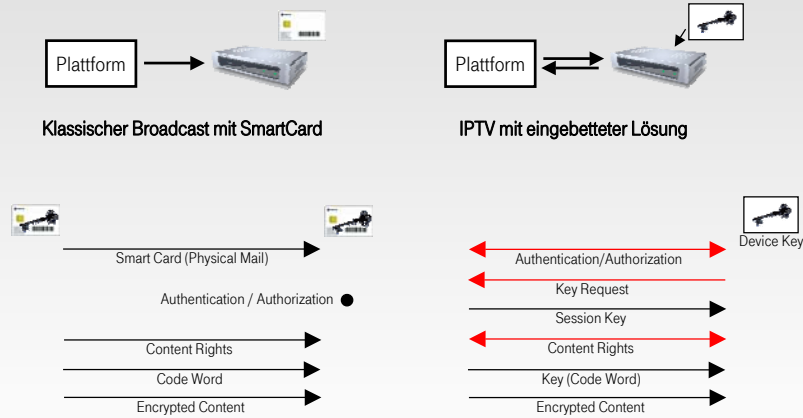 Plattform
Klassischer Broadcast mit SmartCard
Smart Card (Physical Mail)
Authentication / Authorization
Content Rights
Code Word
Encrypted Content
Plattform
IPTV mit eingebetteter Lösung
Device Key
Authentication/Authorization
Key Request
Session Key
Content Rights
Key (Code Word)
Encrypted Content